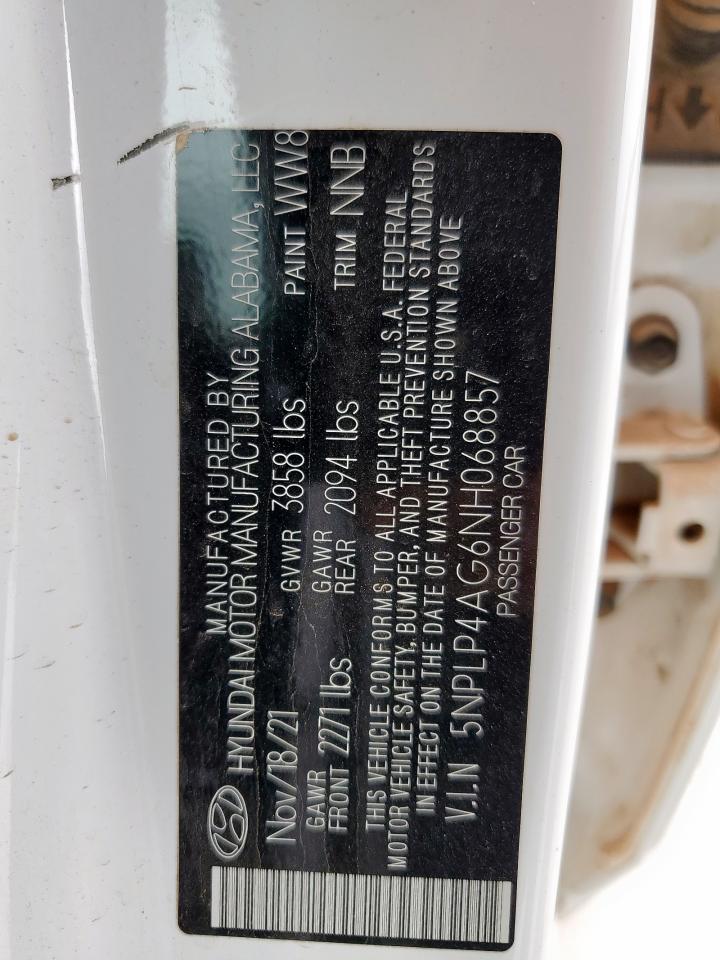 MANUFACTURED BY
HYUNDAI MOTOR MANUFACTURING ALABAMA, LLC
Nov/18/21 GVWR 3858 lbs PAINT WW8
GAWR FRONT 2271 lbs GAWR REAR 2094 lbs TRIM NNB
THIS VEHICLE CONFORMS TO ALL APPLICABLE U.S.A. FEDERAL
MOTOR VEHICLE SAFETY, BUMPER, AND THEFT PREVENTION STANDARDS
IN EFFECT ON THE DATE OF MANUFACTURE SHOWN ABOVE
V.I.N 5NPLP4AG6NH068857
PASSENGER CAR